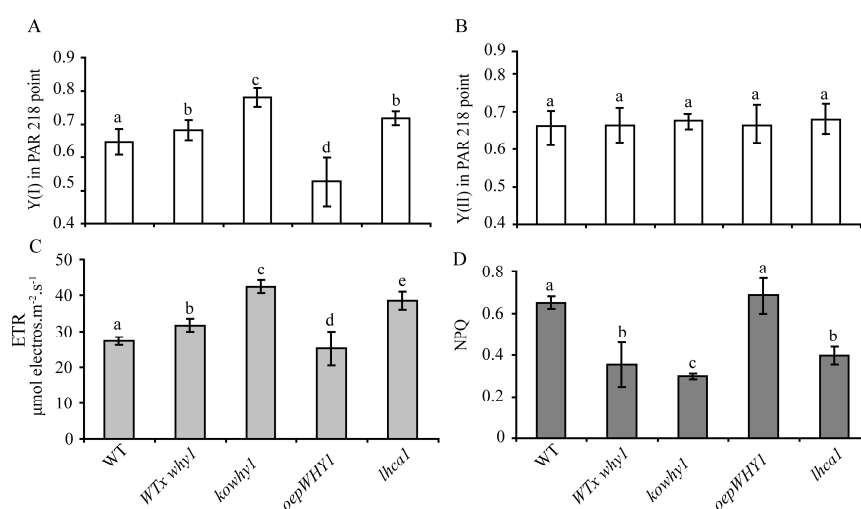 A
Y(I) in PAR 218 point
0.9
0.8
0.7
0.6
0.5
0.4
a
b
c
d
b
B
Y(II) in PAR 218 point
0.9
0.8
0.7
0.6
0.5
0.4
a
a
a
a
a
C
ETR
µmol electros.m-2.s-1
50
40
30
20
10
0
a
b
c
d
e
WT
WTx why1
kowhy1
oepWHY1
lhca1
D
NPQ
0.8
0.6
0.4
0.2
0
a
b
c
a
b
WT
WTx why1
kowhy1
oepWHY1
lhca1